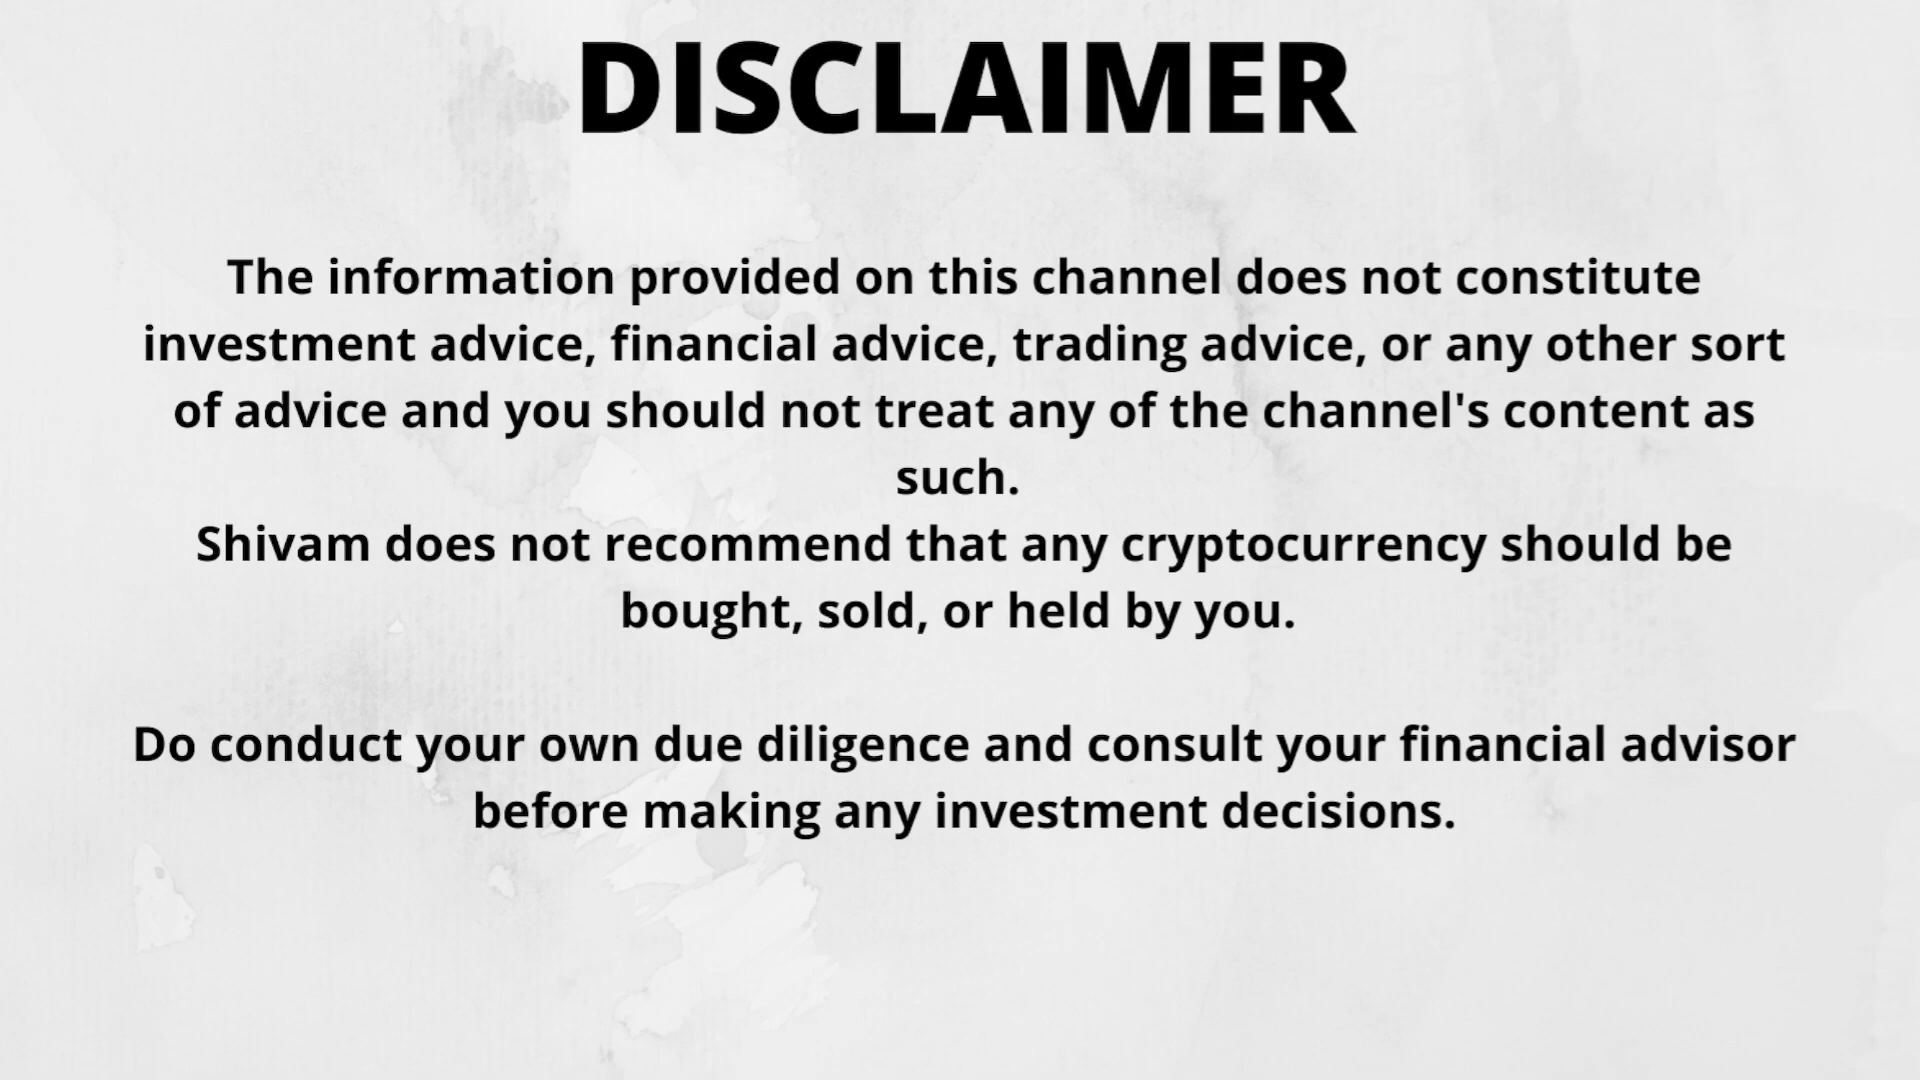 DISCLAIMER
The information provided on this channel does not constitute
investment advice, financial advice, trading advice, or any other sort
of advice and you should not treat any of the channel's content as
such.
Shivam does not recommend that any cryptocurrency should be
bought, sold, or held by you.
Do conduct your own due diligence and consult your financial advisor
before making any investment decisions.